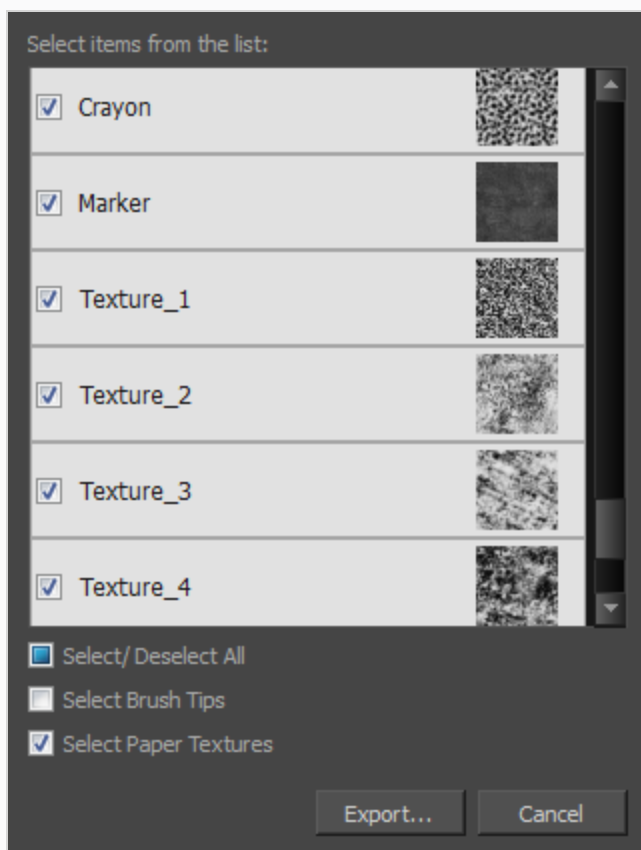 Select items from the list:
Crayon
Marker
Texture_1
Texture_2
Texture_3
Texture_4
Select/ Deselect All
Select Brush Tips
Select Paper Textures
Export... Cancel